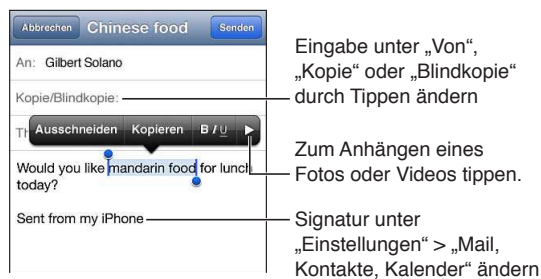 Abbrechen Chinese food Senden
An: Gilbert Solano
Kopie/Blindkopie:
Th
Ausschneiden Kopieren B I U ▶
Would you like mandarin food for lunch
today?
Sent from my iPhone
Eingabe unter „Von“,
„Kopie“ oder „Blindkopie“
durch Tippen ändern
Zum Anhängen eines
Fotos oder Videos tippen.
Signatur unter
„Einstellungen“ > „Mail,
Kontakte, Kalender“ ändern